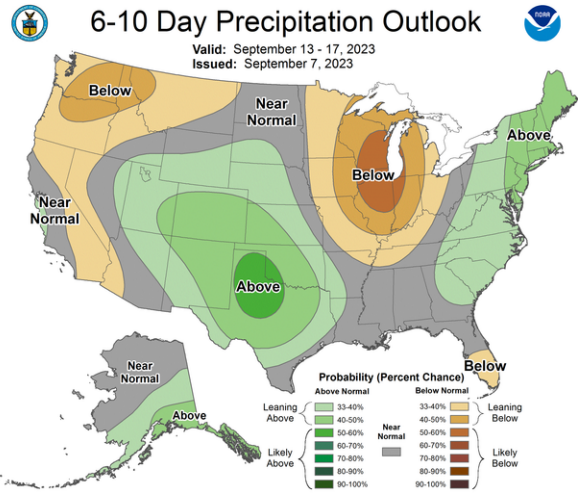 6-10 Day Precipitation Outlook
Valid: September 13 - 17, 2023
Issued: September 7, 2023
NOAA
Below
Near
Normal
Above
Below
Near
Normal
Above
Below
Near
Normal
Above
Probability (Percent Chance)
Above Normal
Below Normal
Leaning
Above
33-40%
40-50%
Likely
Above
50-60%
60-70%
70-80%
80-90%
90-100%
Near
Normal
33-40%
40-50%
Leaning
Below
50-60%
60-70%
70-80%
80-90%
90-100%
Likely
Below